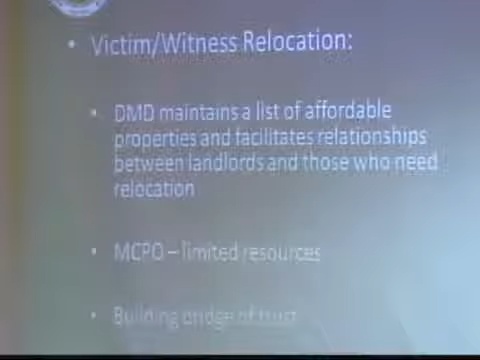 • Victim/Witness Relocation:
• DMD maintains a list of affordable
properties and facilitates relationships
between landlords and those who need
relocation
• MCPO – limited resources
• Building bridge of trust